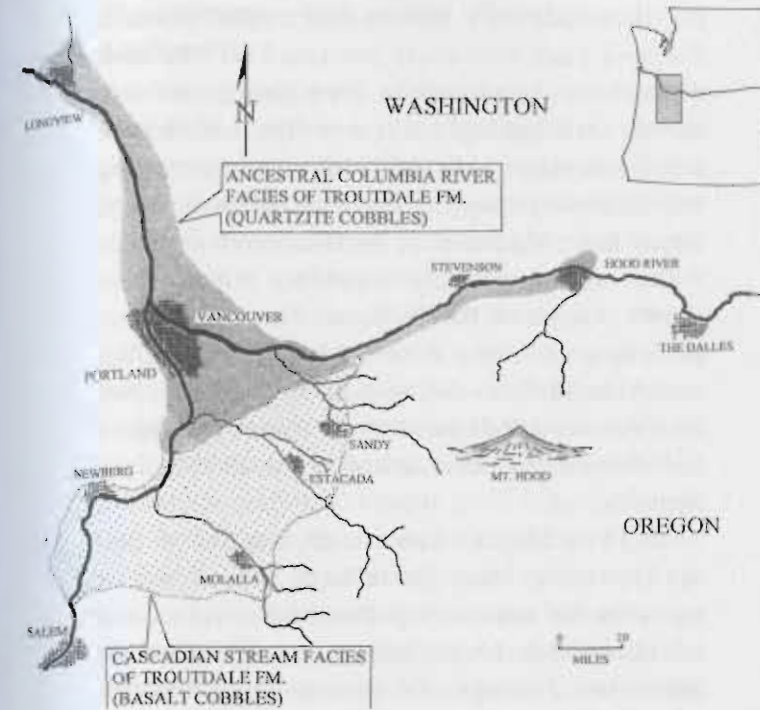 WASHINGTON
N
LONGVIEW
ANCESTRAL COLUMBIA RIVER
FACIES OF TROUTDALE FM.
(QUARTZITE COBBLES)
STEVENSON
HOOD RIVER
VANCOUVER
THE DALLES
PORTLAND
SANDY
MT. HOOD
NEWBERG
ESTACADA
OREGON
MOLALLA
SALEM
MILES
CASCADIAN STREAM FACIES
OF TROUTDALE FM.
(BASALT COBBLES)